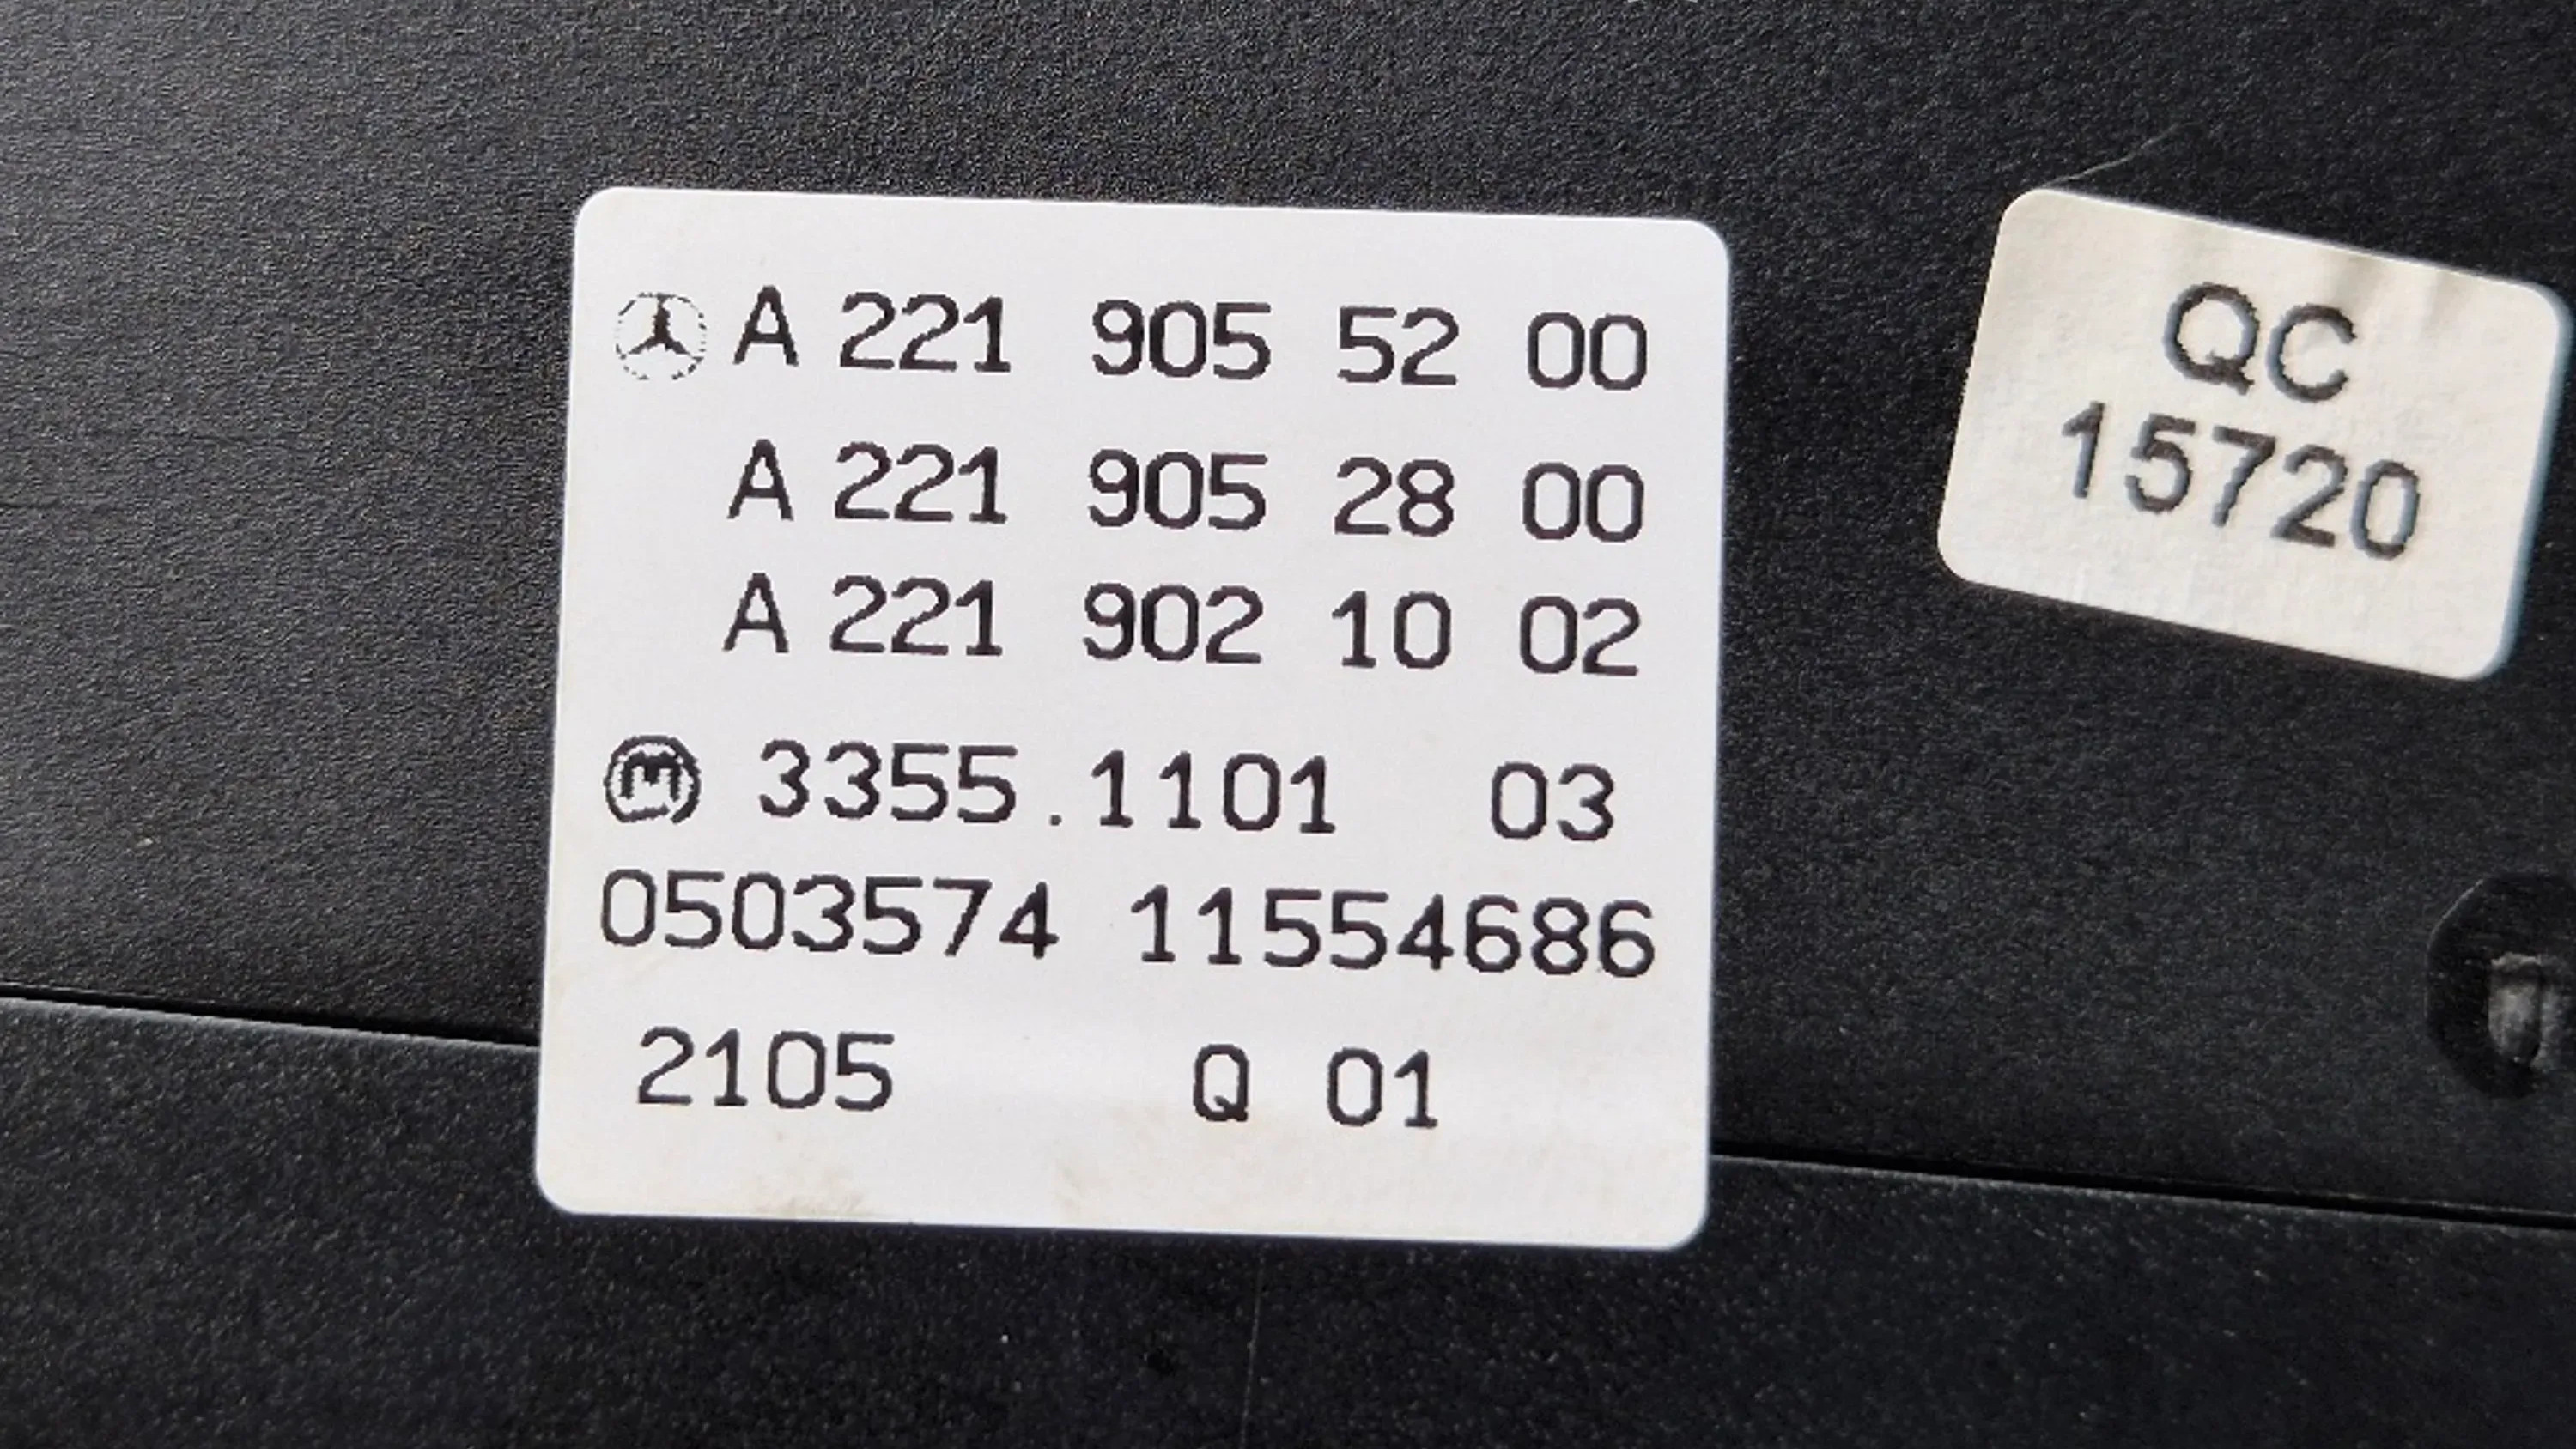 A 221 905 52 00
A 221 905 28 00
A 221 902 10 02
M 3355.1101 03
0503574 11554686
2105 Q 01
QC
15720